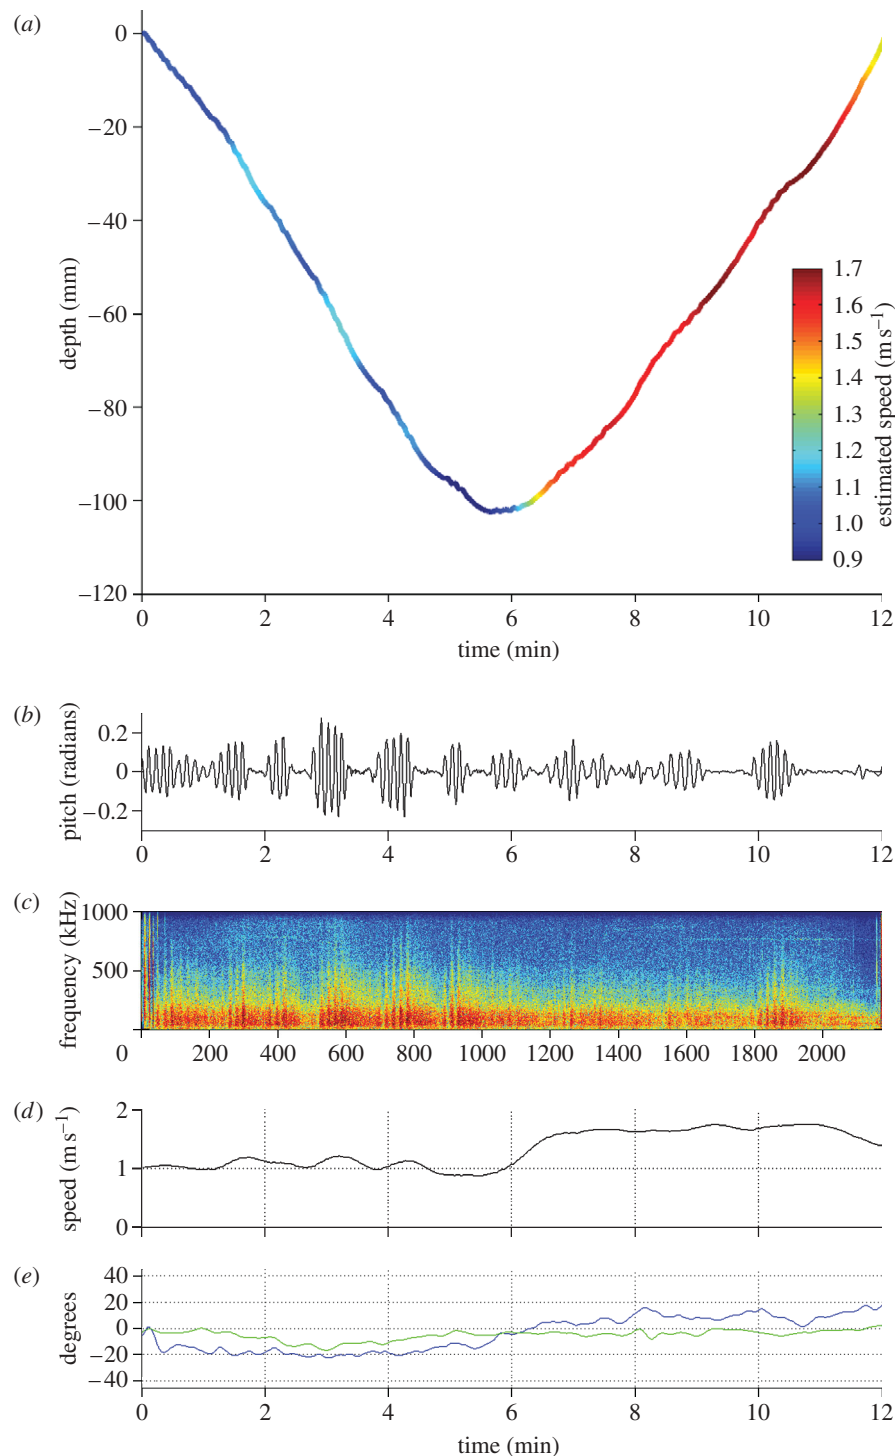 (a)
0
−20
−40
−60
−80
−100
−120
depth (mm)
0 2 4 6 8 10 12
time (min)
1.7
1.6
1.5
1.4
1.3
1.2
1.1
1.0
0.9
estimated speed (m s−1)
(b)
0.2
0
−0.2
pitch (radians)
0 2 4 6 8 10 12
(c)
1000
500
0
frequency (kHz)
200 400 600 800 1000 1200 1400 1600 1800 2000
(d)
2
1
0
speed (m s−1)
(e)
40
20
0
−20
−40
degrees
0 2 4 6 8 10 12
time (min)